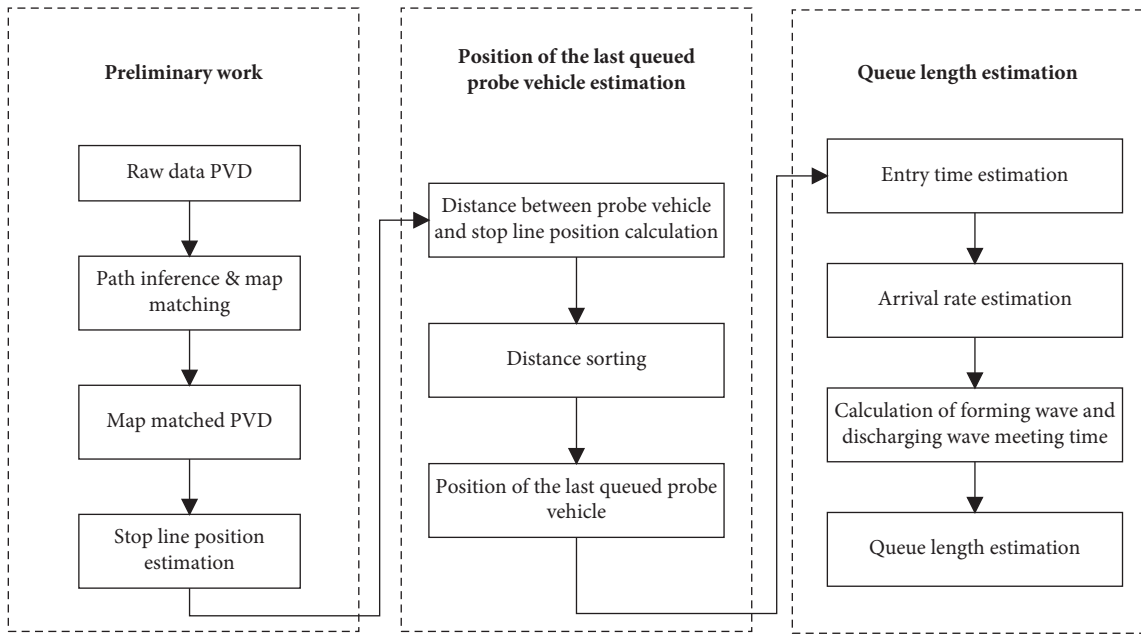 Preliminary work
Raw data PVD
Path inference & map
matching
Map matched PVD
Stop line position
estimation
Position of the last queued
probe vehicle estimation
Distance between probe vehicle
and stop line position calculation
Distance sorting
Position of the last queued probe
vehicle
Queue length estimation
Entry time estimation
Arrival rate estimation
Calculation of forming wave and
discharging wave meeting time
Queue length estimation